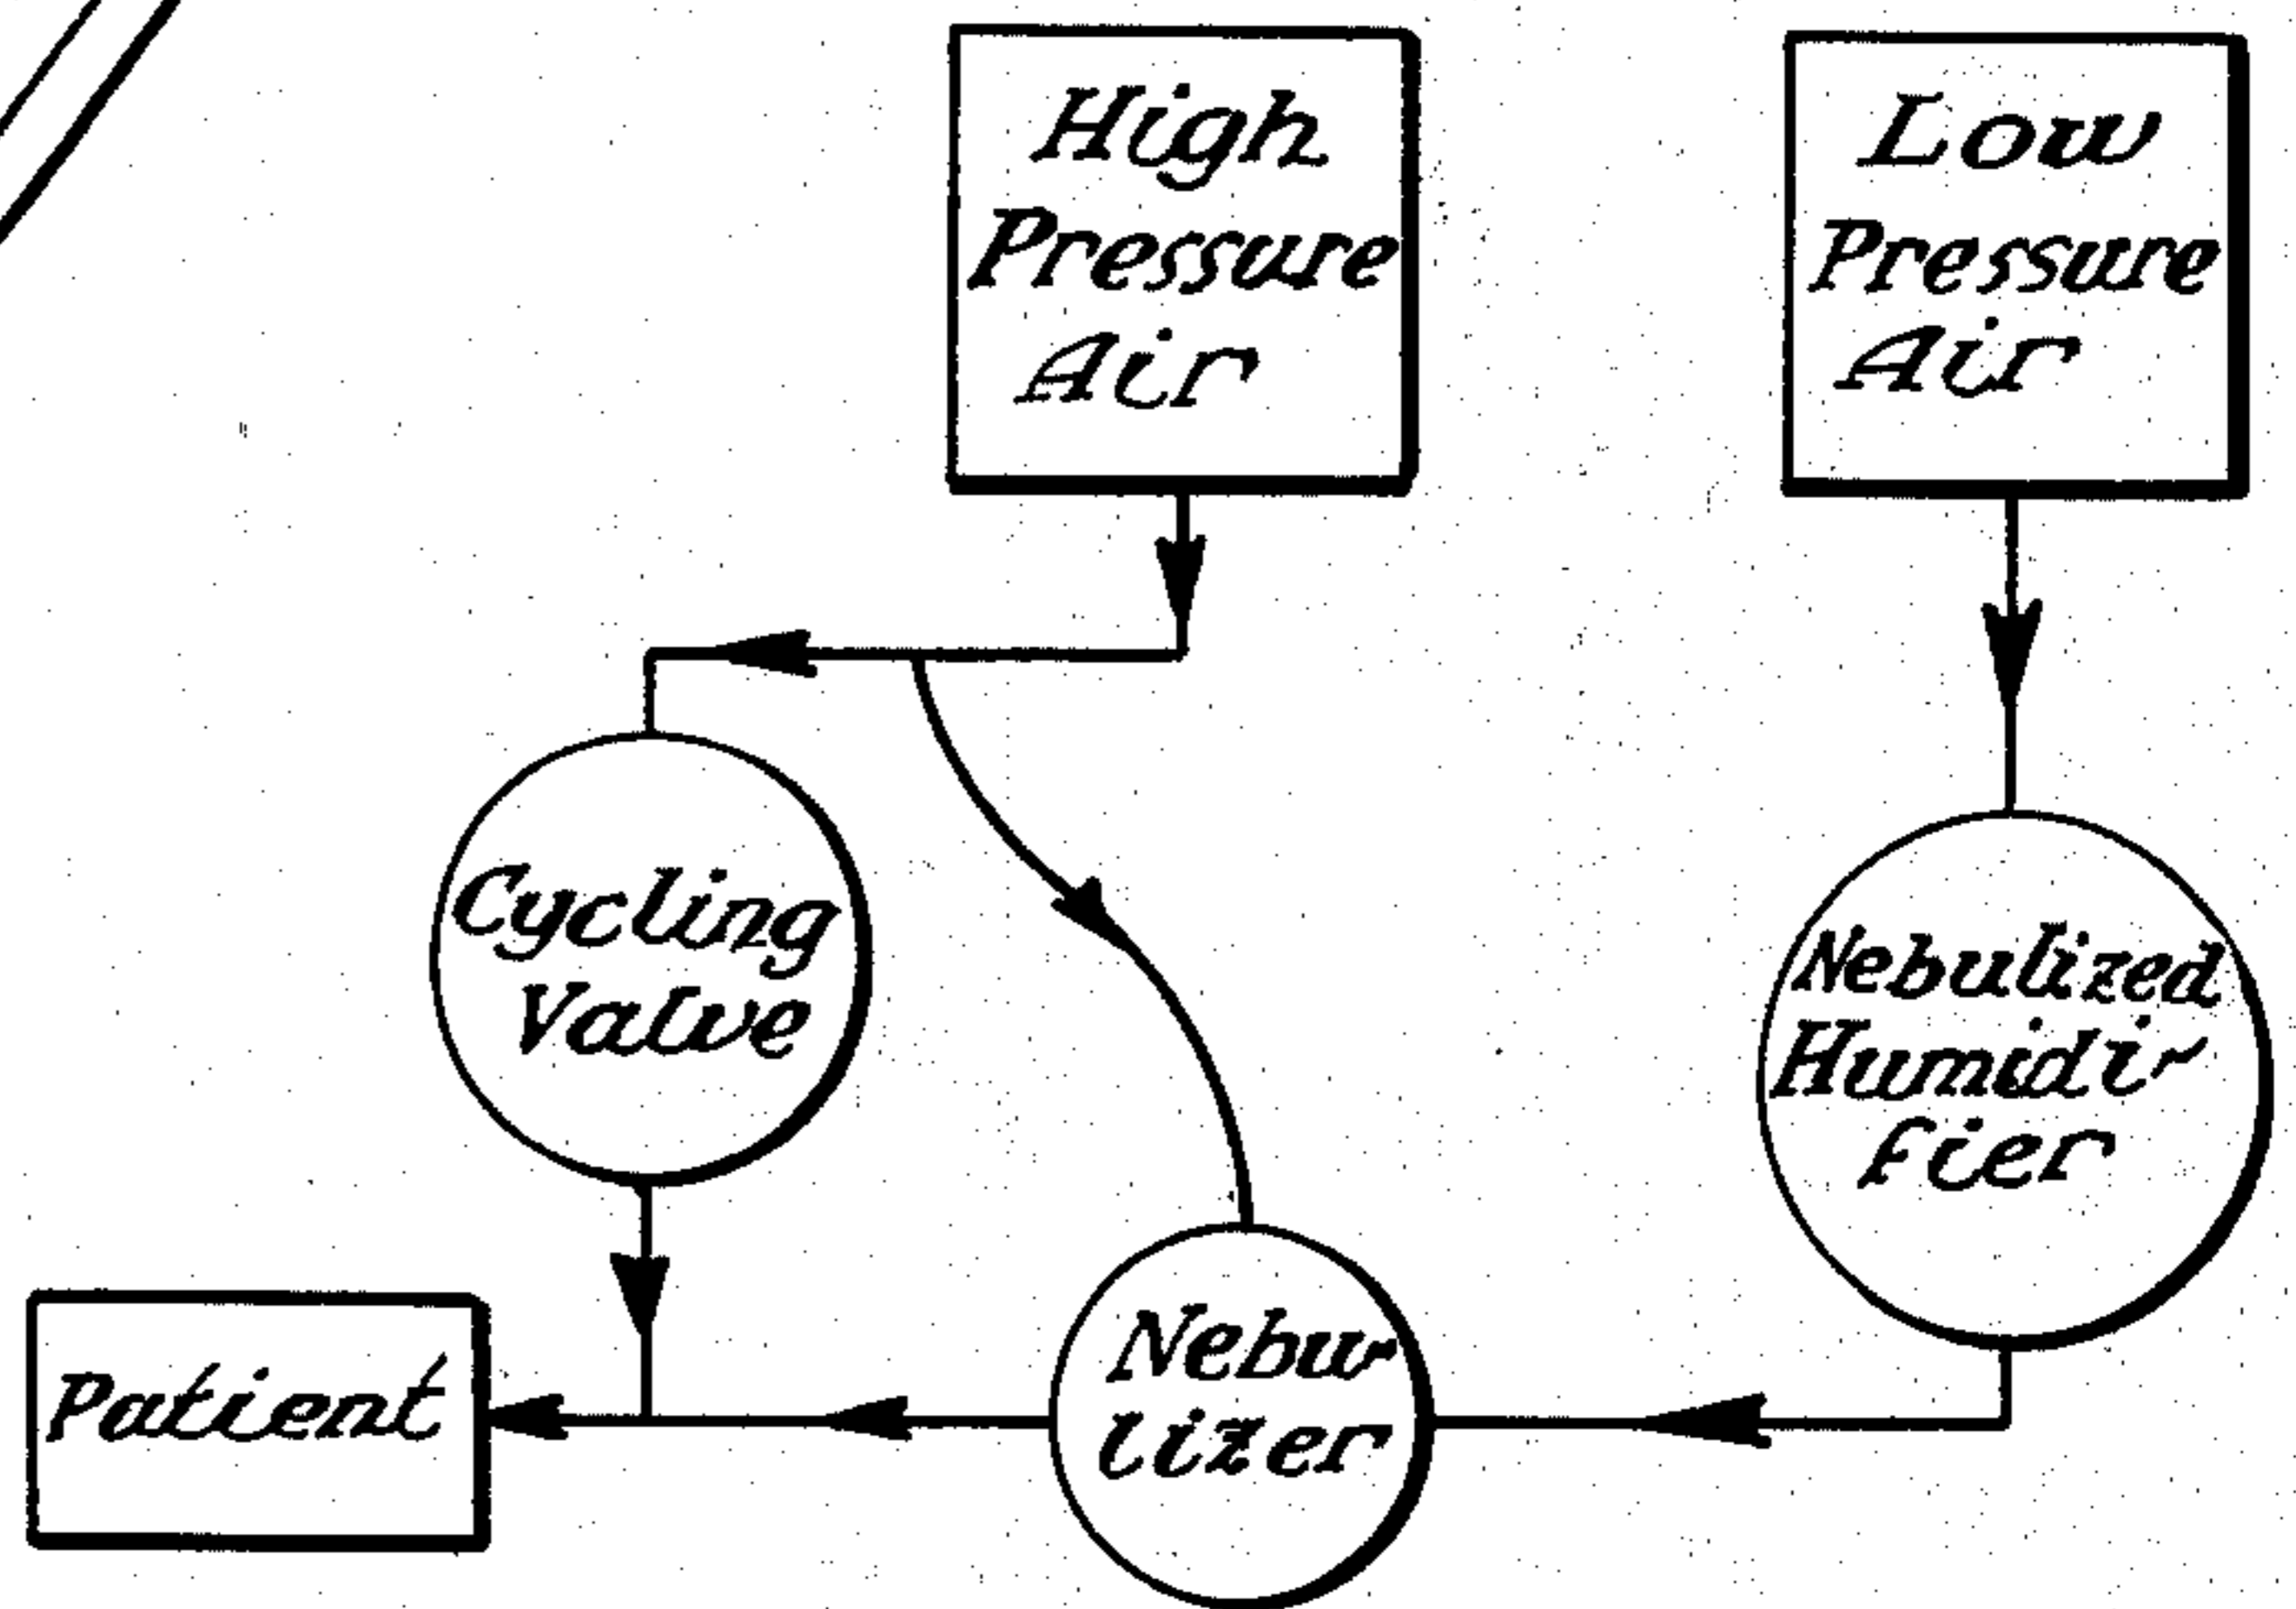 High
Pressure
Air
Low
Pressure
Air
Cycling
Valve
Nebulized
Humidi-
fier
Patient
Nebu-
lizer